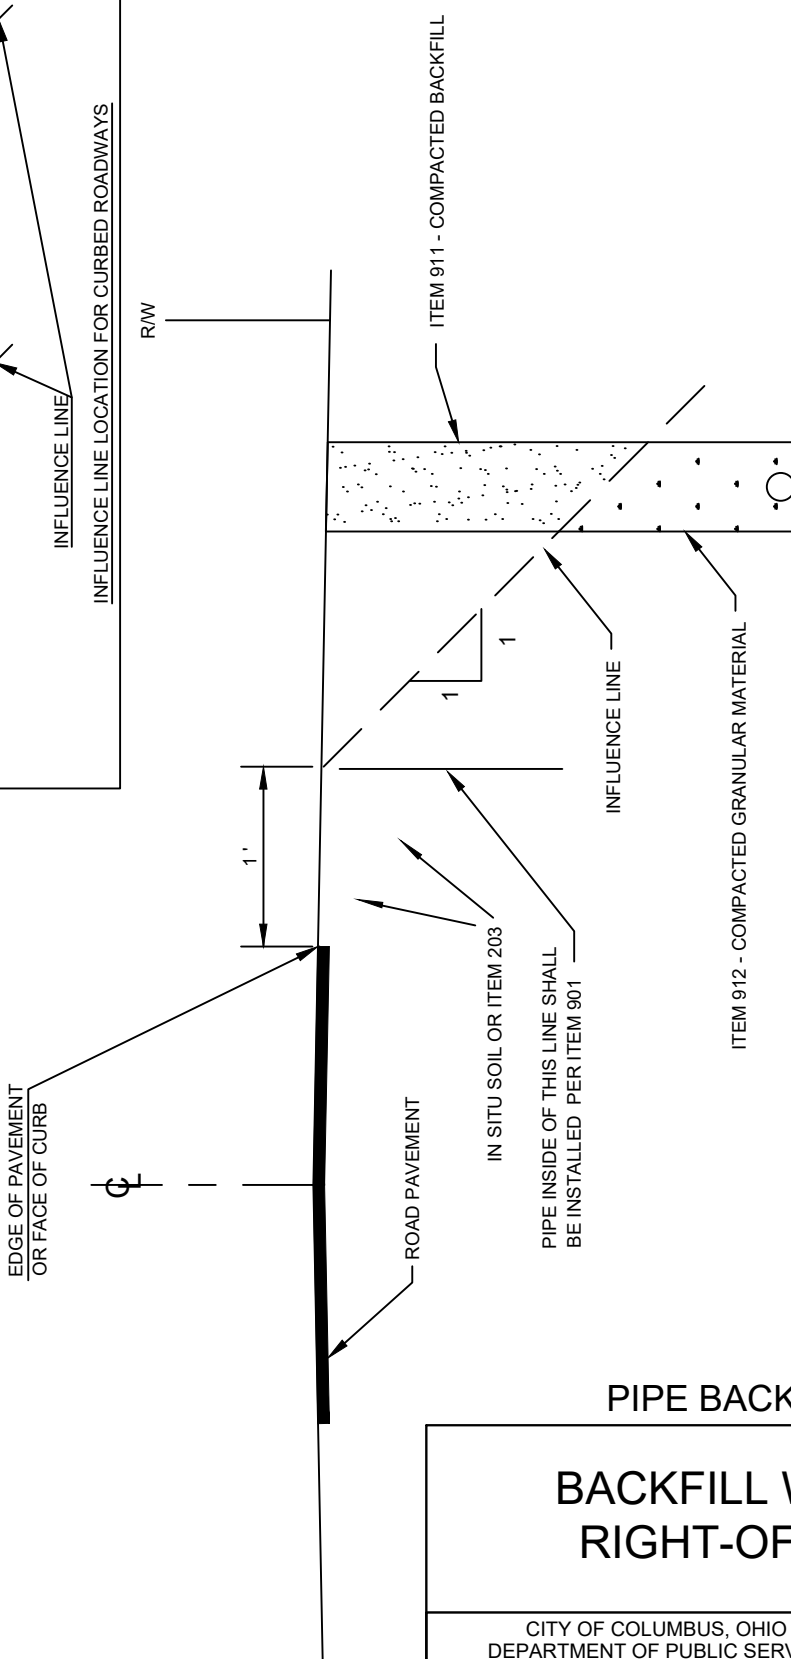 INFLUENCE LINE
INFLUENCE LINE LOCATION FOR CURBED ROADWAYS
R/W
ITEM 911 - COMPACTED BACKFILL
1
1
INFLUENCE LINE
ITEM 912 - COMPACTED GRANULAR MATERIAL
1'
EDGE OF PAVEMENT
OR FACE OF CURB
CL
IN SITU SOIL OR ITEM 203
PIPE INSIDE OF THIS LINE SHALL
BE INSTALLED PER ITEM 901
ROAD PAVEMENT
PIPE BACK
BACKFILL
RIGHT-OF
CITY OF COLUMBUS, OHIO
DEPARTMENT OF PUBLIC SERV